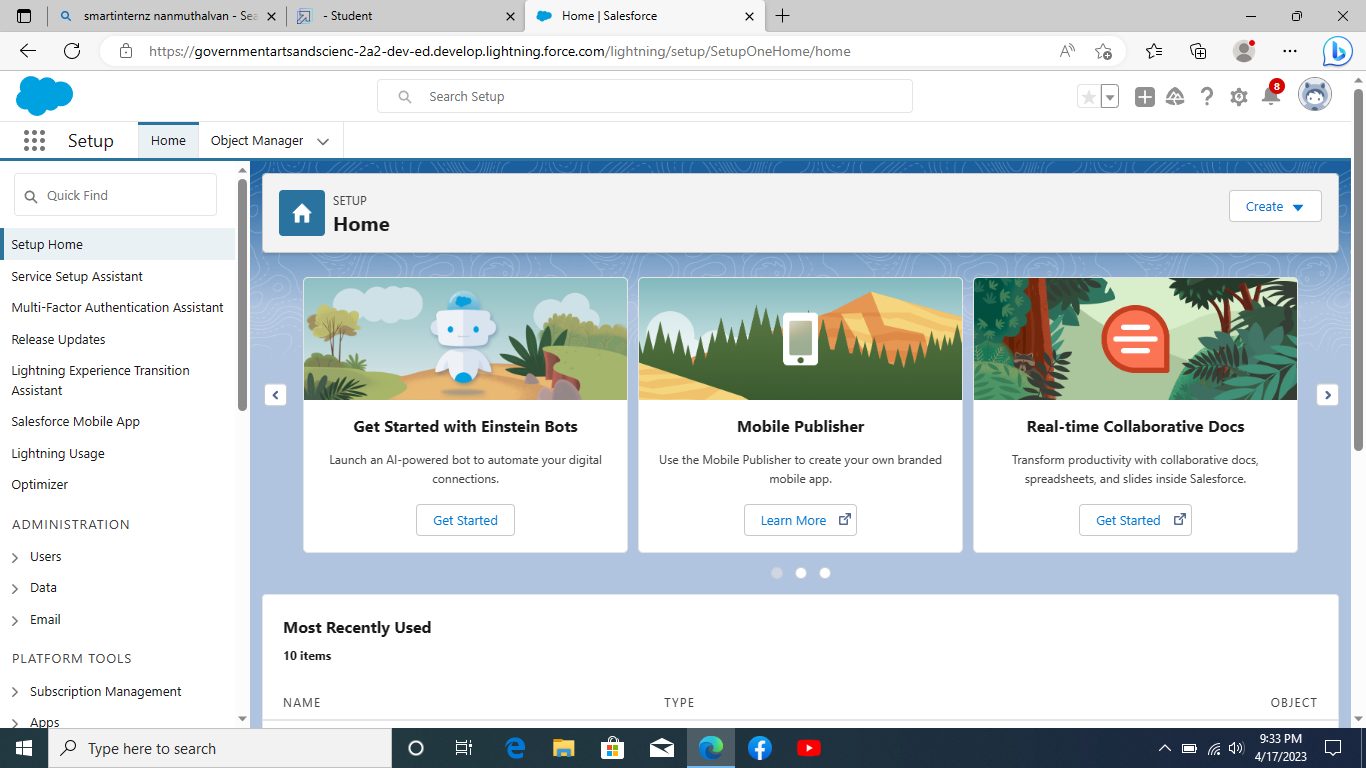 smartinternz nanmuthalvan - Sea
- Student
Home | Salesforce
https://governmentartsandscienc-2a2-dev-ed.develop.lightning.force.com/lightning/setup/SetupOneHome/home
Search Setup
8
Setup
Home
Object Manager
Quick Find
Setup Home
Service Setup Assistant
Multi-Factor Authentication Assistant
Release Updates
Lightning Experience Transition
Assistant
Salesforce Mobile App
Lightning Usage
Optimizer
ADMINISTRATION
Users
Data
Email
PLATFORM TOOLS
Subscription Management
Apps
SETUP
Home
Create
Get Started with Einstein Bots
Launch an AI-powered bot to automate your digital
connections.
Get Started
Mobile Publisher
Use the Mobile Publisher to create your own branded
mobile app.
Learn More
Real-time Collaborative Docs
Transform productivity with collaborative docs,
spreadsheets, and slides inside Salesforce.
Get Started
Most Recently Used
10 items
NAME
TYPE
OBJECT
Type here to search
9:33 PM
4/17/2023